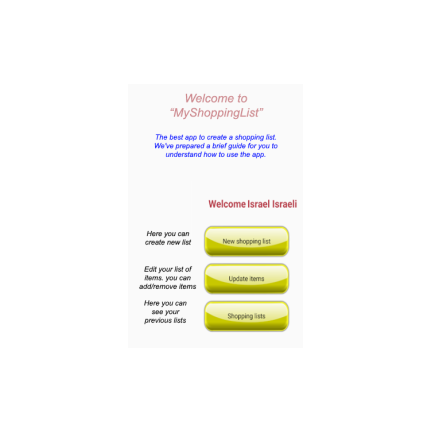 Welcome to
“MyShoppingList”
The best app to create a shopping list.
We've prepared a brief guide for you to
understand how to use the app.
Welcome Israel Israeli
Here you can
create new list
New shopping list
Edit your list of
items. you can
add/remove items
Update items
Here you can
see your
previous lists
Shopping lists